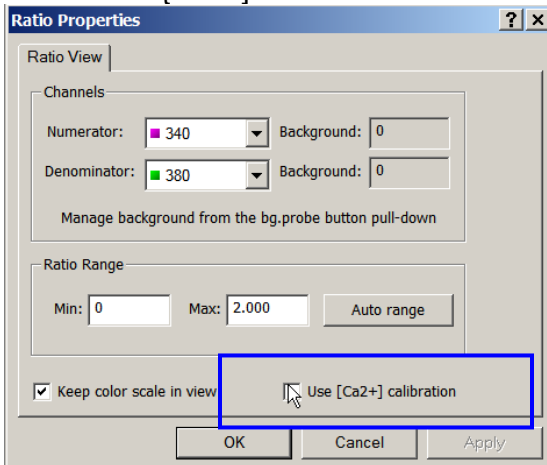 Ratio Properties
Ratio View
Channels
Numerator: 340 Background: 0
Denominator: 380 Background: 0
Manage background from the bg.probe button pull-down
Ratio Range
Min: 0 Max: 2.000 Auto range
Keep color scale in view Use [Ca2+] calibration
OK Cancel Apply